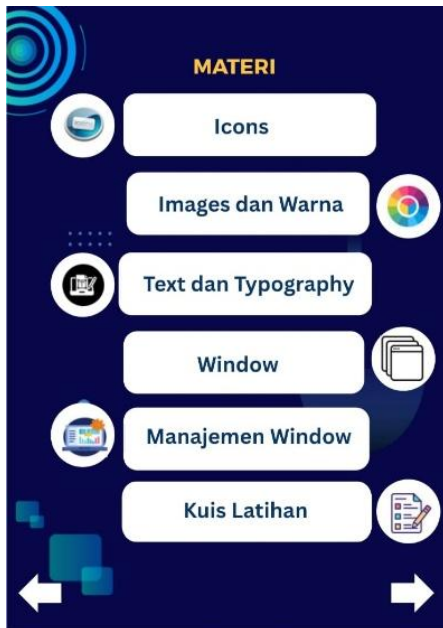 MATERI
Icons
Images dan Warna
Text dan Typography
Window
Manajemen Window
Kuis Latihan